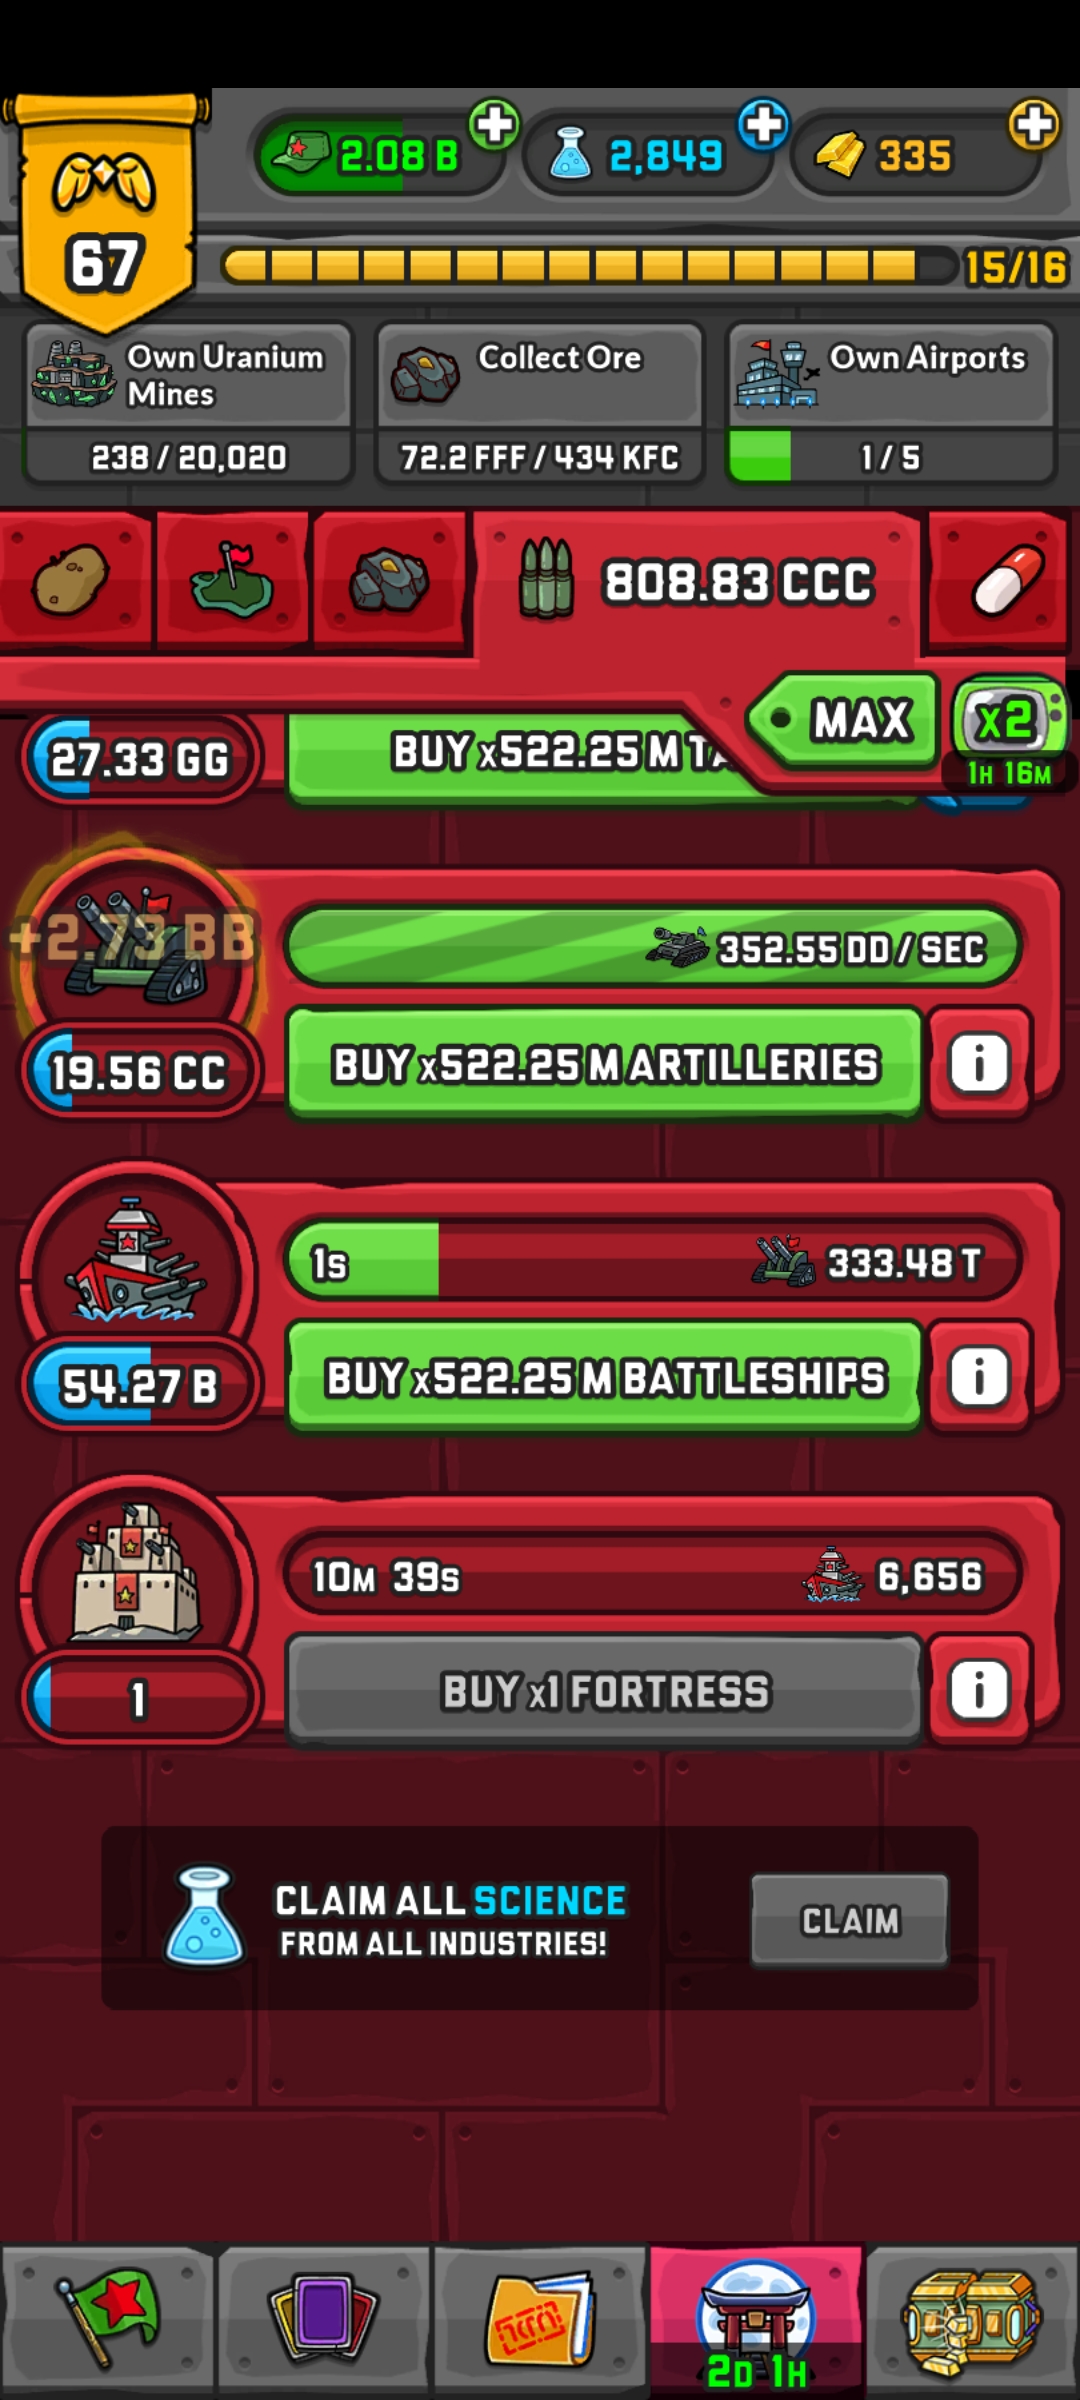 67
2.08 B
2,849
335
15/16
Own Uranium
Mines
238 / 20,020
Collect Ore
72.2 FFF / 434 KFC
Own Airports
1 / 5
808.83 CCC
MAX
x2
1H 16M
27.33 GG
BUY x522.25 M
+2.73 BB
352.55 DD / SEC
19.56 CC
BUY x522.25 M ARTILLERIES
i
1s
333.48 T
54.27 B
BUY x522.25 M BATTLESHIPS
i
10M 39s
6,656
1
BUY x1 FORTRESS
i
CLAIM ALL SCIENCE
FROM ALL INDUSTRIES!
CLAIM
2D 1H